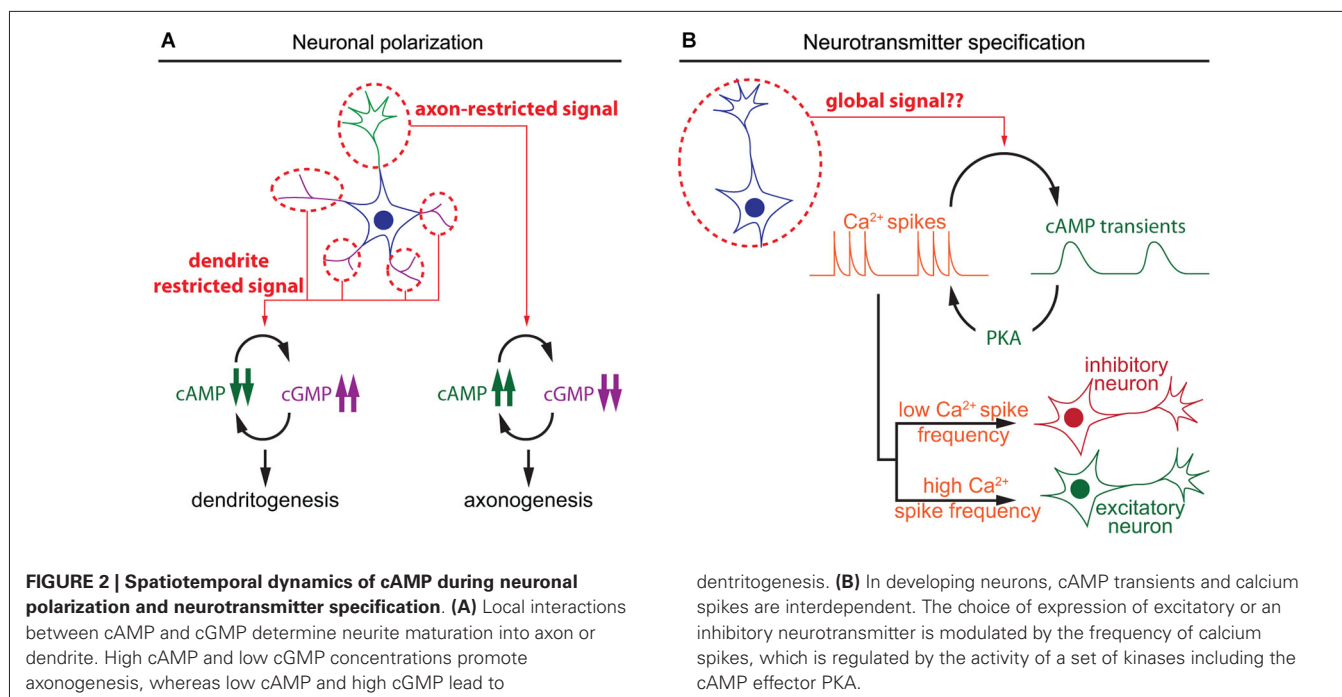 A Neuronal polarization
axon-restricted signal
dendrite
restricted signal
cAMP cGMP
dendritogenesis
cAMP cGMP
axonogenesis
B Neurotransmitter specification
global signal??
Ca²⁺ spikes
cAMP transients
PKA
inhibitory
neuron
low Ca²⁺ spike
frequency
high Ca²⁺
spike frequency
excitatory
neuron
FIGURE 2 | Spatiotemporal dynamics of cAMP during neuronal
polarization and neurotransmitter specification. (A) Local interactions
between cAMP and cGMP determine neurite maturation into axon or
dendrite. High cAMP and low cGMP concentrations promote
axonogenesis, whereas low cAMP and high cGMP lead to
dentritogenesis. (B) In developing neurons, cAMP transients and calcium
spikes are interdependent. The choice of expression of excitatory or an
inhibitory neurotransmitter is modulated by the frequency of calcium
spikes, which is regulated by the activity of a set of kinases including the
cAMP effector PKA.